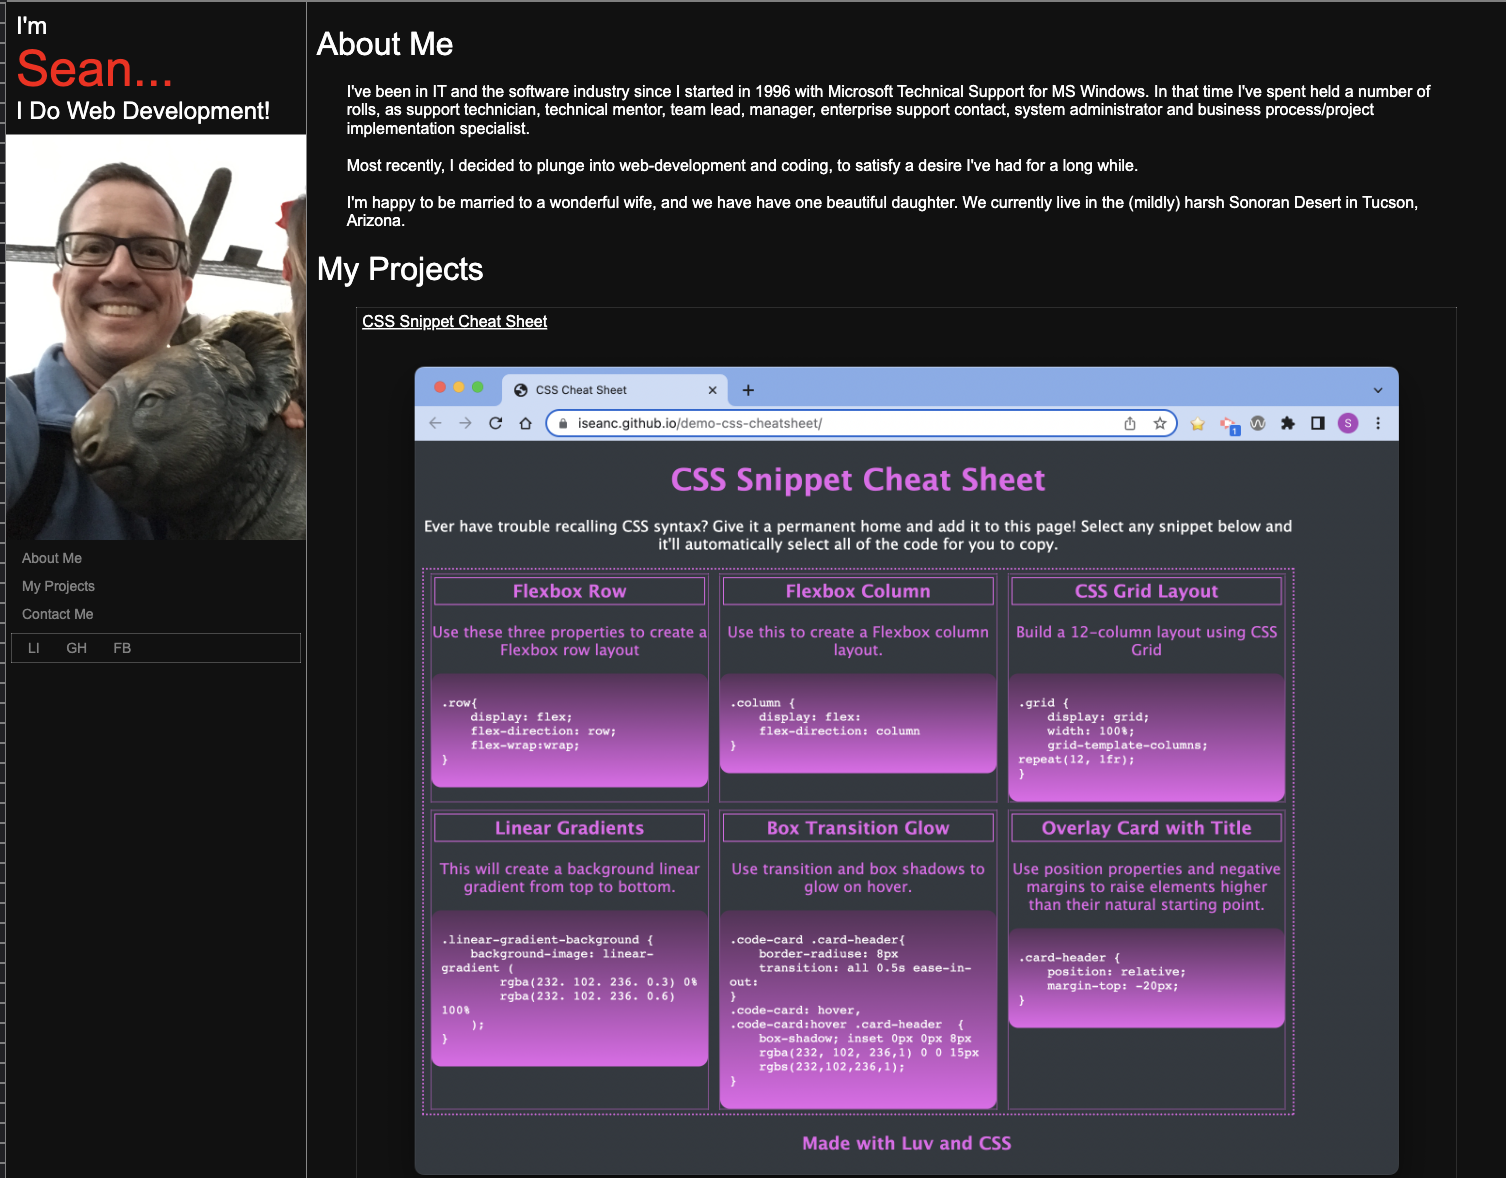 I'm
Sean...
I Do Web Development!
About Me
My Projects
Contact Me
LI GH FB
About Me
I've been in IT and the software industry since I started in 1996 with Microsoft Technical Support for MS Windows. In that time I've spent held a number of
rolls, as support technician, technical mentor, team lead, manager, enterprise support contact, system administrator and business process/project
implementation specialist.
Most recently, I decided to plunge into web-development and coding, to satisfy a desire I've had for a long while.
I'm happy to be married to a wonderful wife, and we have have one beautiful daughter. We currently live in the (mildly) harsh Sonoran Desert in Tucson,
Arizona.
My Projects
CSS Snippet Cheat Sheet
CSS Cheat Sheet
iseanc.github.io/demo-css-cheatsheet/
1
S
CSS Snippet Cheat Sheet
Ever have trouble recalling CSS syntax? Give it a permanent home and add it to this page! Select any snippet below and
it'll automatically select all of the code for you to copy.
Flexbox Row
Use these three properties to create a
Flexbox row layout
.row{
display: flex;
flex-direction: row;
flex-wrap:wrap;
}
Flexbox Column
Use this to create a Flexbox column
layout.
.column {
display: flex:
flex-direction: column
}
CSS Grid Layout
Build a 12-column layout using CSS
Grid
.grid {
display: grid;
width: 100%;
grid-template-columns;
repeat(12, 1fr);
}
Linear Gradients
This will create a background linear
gradient from top to bottom.
.linear-gradient-background {
background-image: linear-
gradient (
rgba(232. 102. 236. 0.3) 0%
rgba(232. 102. 236. 0.6)
100%
);
}
Box Transition Glow
Use transition and box shadows to
glow on hover.
.code-card .card-header{
border-radiuse: 8px
transition: all 0.5s ease-in-
out:
}
.code-card: hover,
.code-card:hover .card-header {
box-shadow; inset 0px 0px 8px
rgba(232, 102, 236,1) 0 0 15px
rgbs(232,102,236,1);
}
Overlay Card with Title
Use position properties and negative
margins to raise elements higher
than their natural starting point.
.card-header {
position: relative;
margin-top: -20px;
}
Made with Luv and CSS